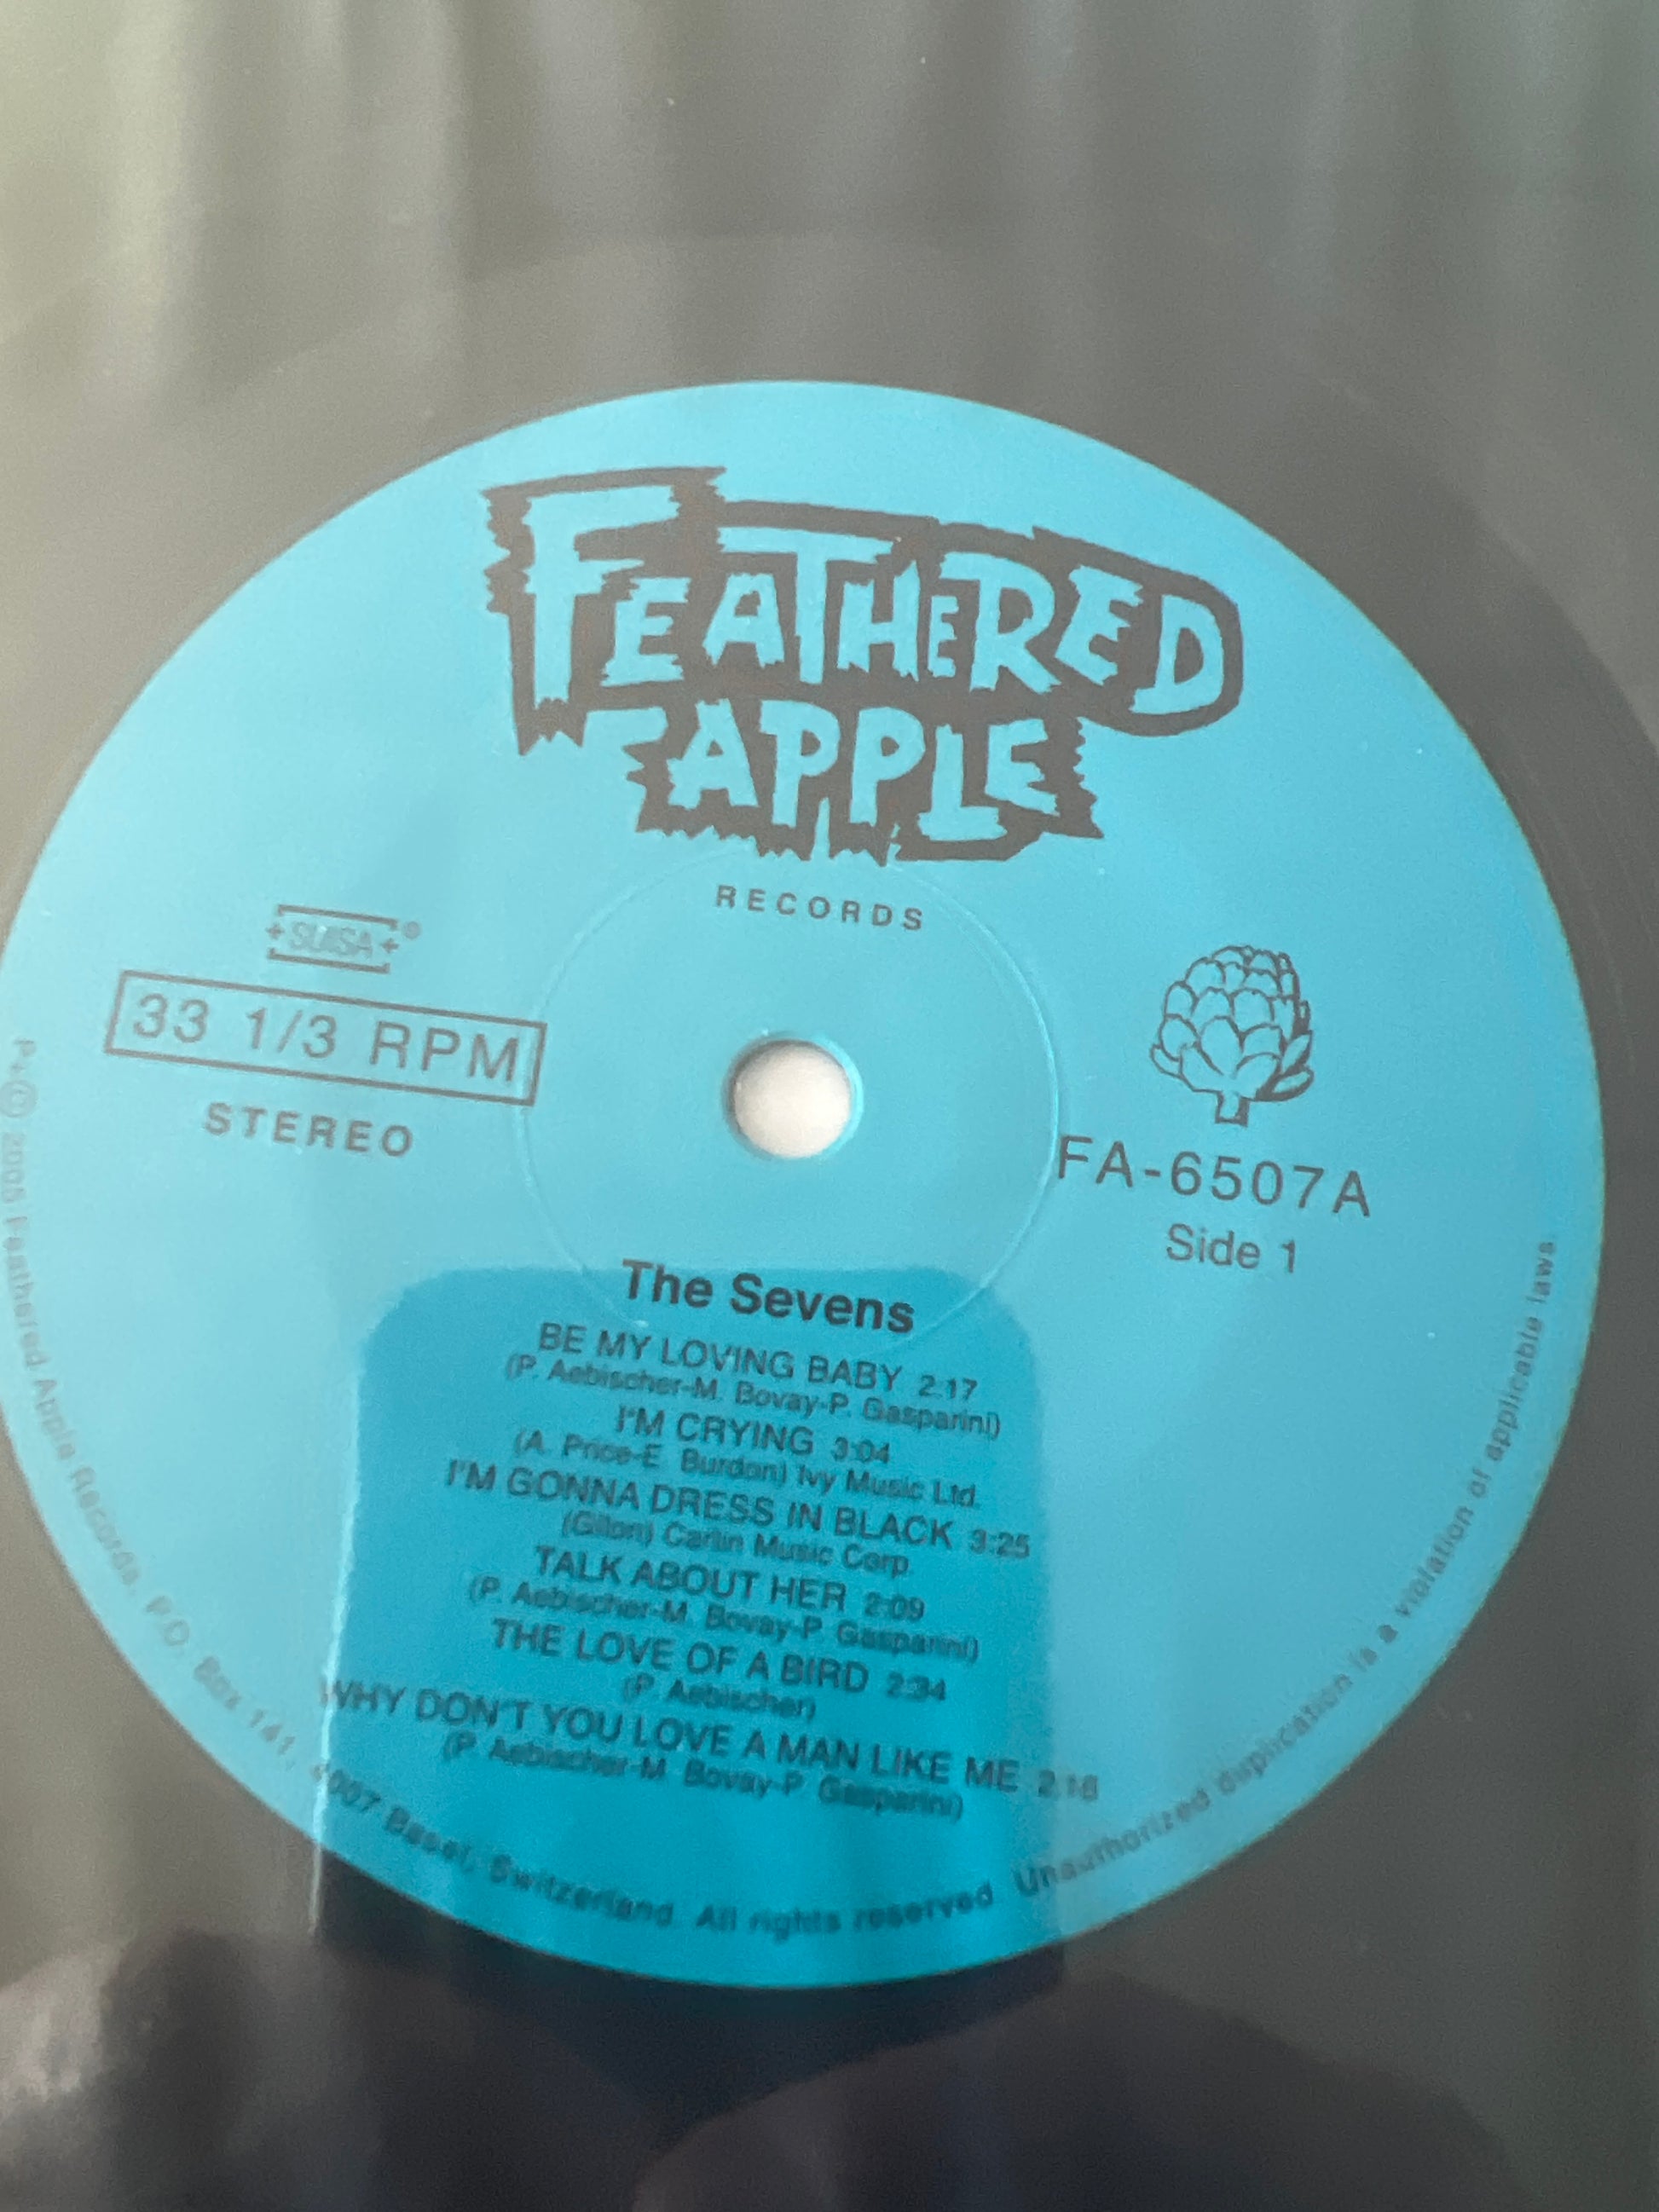 FEATHERED
APPLE
RECORDS
+SUISA+®
33 1/3 RPM
STEREO
FA-6507A
Side 1
The Sevens
BE MY LOVING BABY 2:17
(P. Aebischer-M. Bovay-P. Gasparini)
I'M CRYING 3:04
(A. Price-E. Burdon) Ivy Music Ltd.
I'M GONNA DRESS IN BLACK 3:25
(Gillon) Carlin Music Corp.
TALK ABOUT HER 2:09
(P. Aebischer-M. Bovay-P. Gasparini)
THE LOVE OF A BIRD 2:34
(P. Aebischer)
WHY DON'T YOU LOVE A MAN LIKE ME 2:18
(P. Aebischer-M. Bovay-P. Gasparini)
P+© Feathered Apple Records, P.O. Box 141, 4007 Basel, Switzerland. All rights reserved. Unauthorized duplication is a violation of applicable laws.